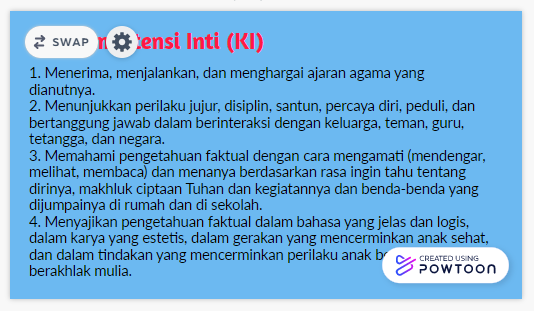 SWAP
tensi Inti (KI)
1. Menerima, menjalankan, dan menghargai ajaran agama yang
dianutnya.
2. Menunjukkan perilaku jujur, disiplin, santun, percaya diri, peduli, dan
bertanggung jawab dalam berinteraksi dengan keluarga, teman, guru,
tetangga, dan negara.
3. Memahami pengetahuan faktual dengan cara mengamati (mendengar,
melihat, membaca) dan menanya berdasarkan rasa ingin tahu tentang
dirinya, makhluk ciptaan Tuhan dan kegiatannya dan benda-benda yang
dijumpainya di rumah dan di sekolah.
4. Menyajikan pengetahuan faktual dalam bahasa yang jelas dan logis,
dalam karya yang estetis, dalam gerakan yang mencerminkan anak sehat,
dan dalam tindakan yang mencerminkan perilaku anak
berakhlak mulia.
CREATED USING
POWTOON